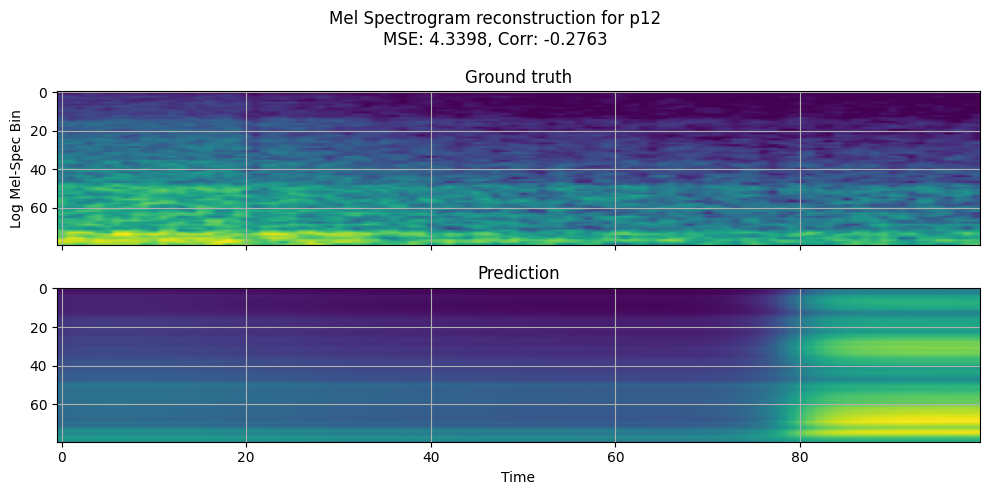 Mel Spectrogram reconstruction for p12
MSE: 4.3398, Corr: -0.2763
Ground truth
Log Mel-Spec Bin
0
20
40
60
Prediction
0
20
40
60
0 20 40 60 80
Time